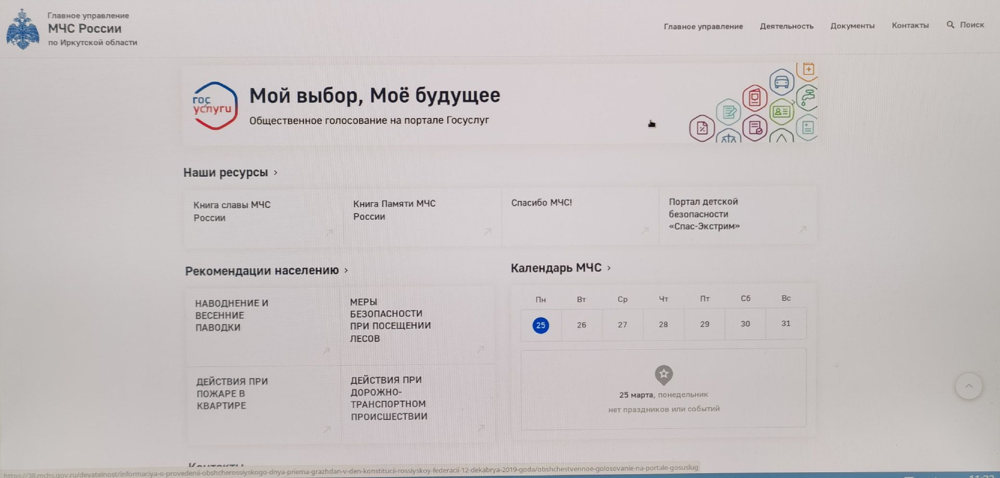 Главное управление
МЧС России
по Иркутской области
Главное управление
Деятельность
Документы
Контакты
Поиск
гос
услуги
Мой выбор, Моё будущее
Общественное голосование на портале Госуслуг
Наши ресурсы
Книга славы МЧС
России
Книга Памяти МЧС
России
Спасибо МЧС!
Портал детской
безопасности
«Спас-Экстрим»
Рекомендации населению
НАВОДНЕНИЕ И
ВЕСЕННИЕ
ПАВОДКИ
МЕРЫ
БЕЗОПАСНОСТИ
ПРИ ПОСЕЩЕНИИ
ЛЕСОВ
ДЕЙСТВИЯ ПРИ
ПОЖАРЕ В
КВАРТИРЕ
ДЕЙСТВИЯ ПРИ
ДОРОЖНО-
ТРАНСПОРТНОМ
ПРОИСШЕСТВИИ
Календарь МЧС
Пн Вт Ср Чт Пт Сб Вс
25 26 27 28 29 30 31
25 марта, понедельник
нет праздников или событий
Контакты
https://38.mchs.gov.ru/deyatelnost/informaciya-o-provedenii-obshcherossiyskogo-dnya-priema-grazhdan-v-den-konstitucii-rossiyskoy-federacii-12-dekabrya-2019-goda/obshchestvennoe-golosovanie-na-portale-gosuslug